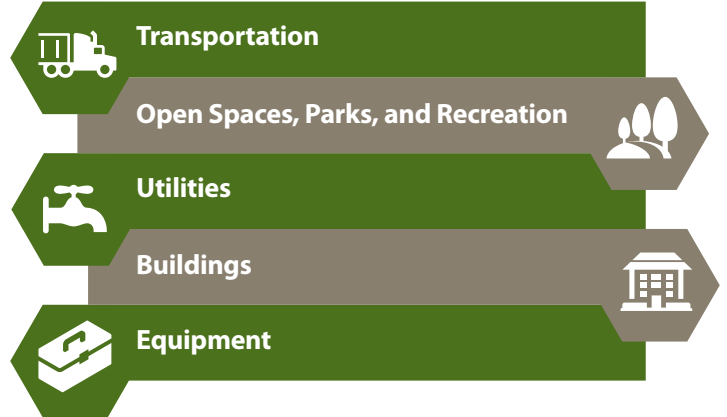 Transportation
Open Spaces, Parks, and Recreation
Utilities
Buildings
Equipment